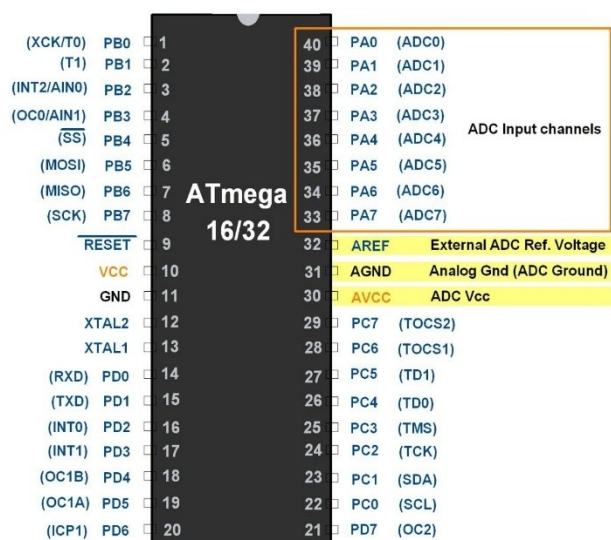 (XCK/T0) PB0 1 40 PA0 (ADC0)
(T1) PB1 2 39 PA1 (ADC1)
(INT2/AIN0) PB2 3 38 PA2 (ADC2)
(OC0/AIN1) PB3 4 37 PA3 (ADC3)
ADC Input channels
(SS) PB4 5 36 PA4 (ADC4)
(MOSI) PB5 6 35 PA5 (ADC5)
(MISO) PB6 7 ATmega 34 PA6 (ADC6)
(SCK) PB7 8 16/32 33 PA7 (ADC7)
RESET 9 32 AREF External ADC Ref. Voltage
VCC 10 31 AGND Analog Gnd (ADC Ground)
GND 11 30 AVCC ADC Vcc
XTAL2 12 29 PC7 (TOCS2)
XTAL1 13 28 PC6 (TOCS1)
(RXD) PD0 14 27 PC5 (TD1)
(TXD) PD1 15 26 PC4 (TD0)
(INT0) PD2 16 25 PC3 (TMS)
(INT1) PD3 17 24 PC2 (TCK)
(OC1B) PD4 18 23 PC1 (SDA)
(OC1A) PD5 19 22 PC0 (SCL)
(ICP1) PD6 20 21 PD7 (OC2)